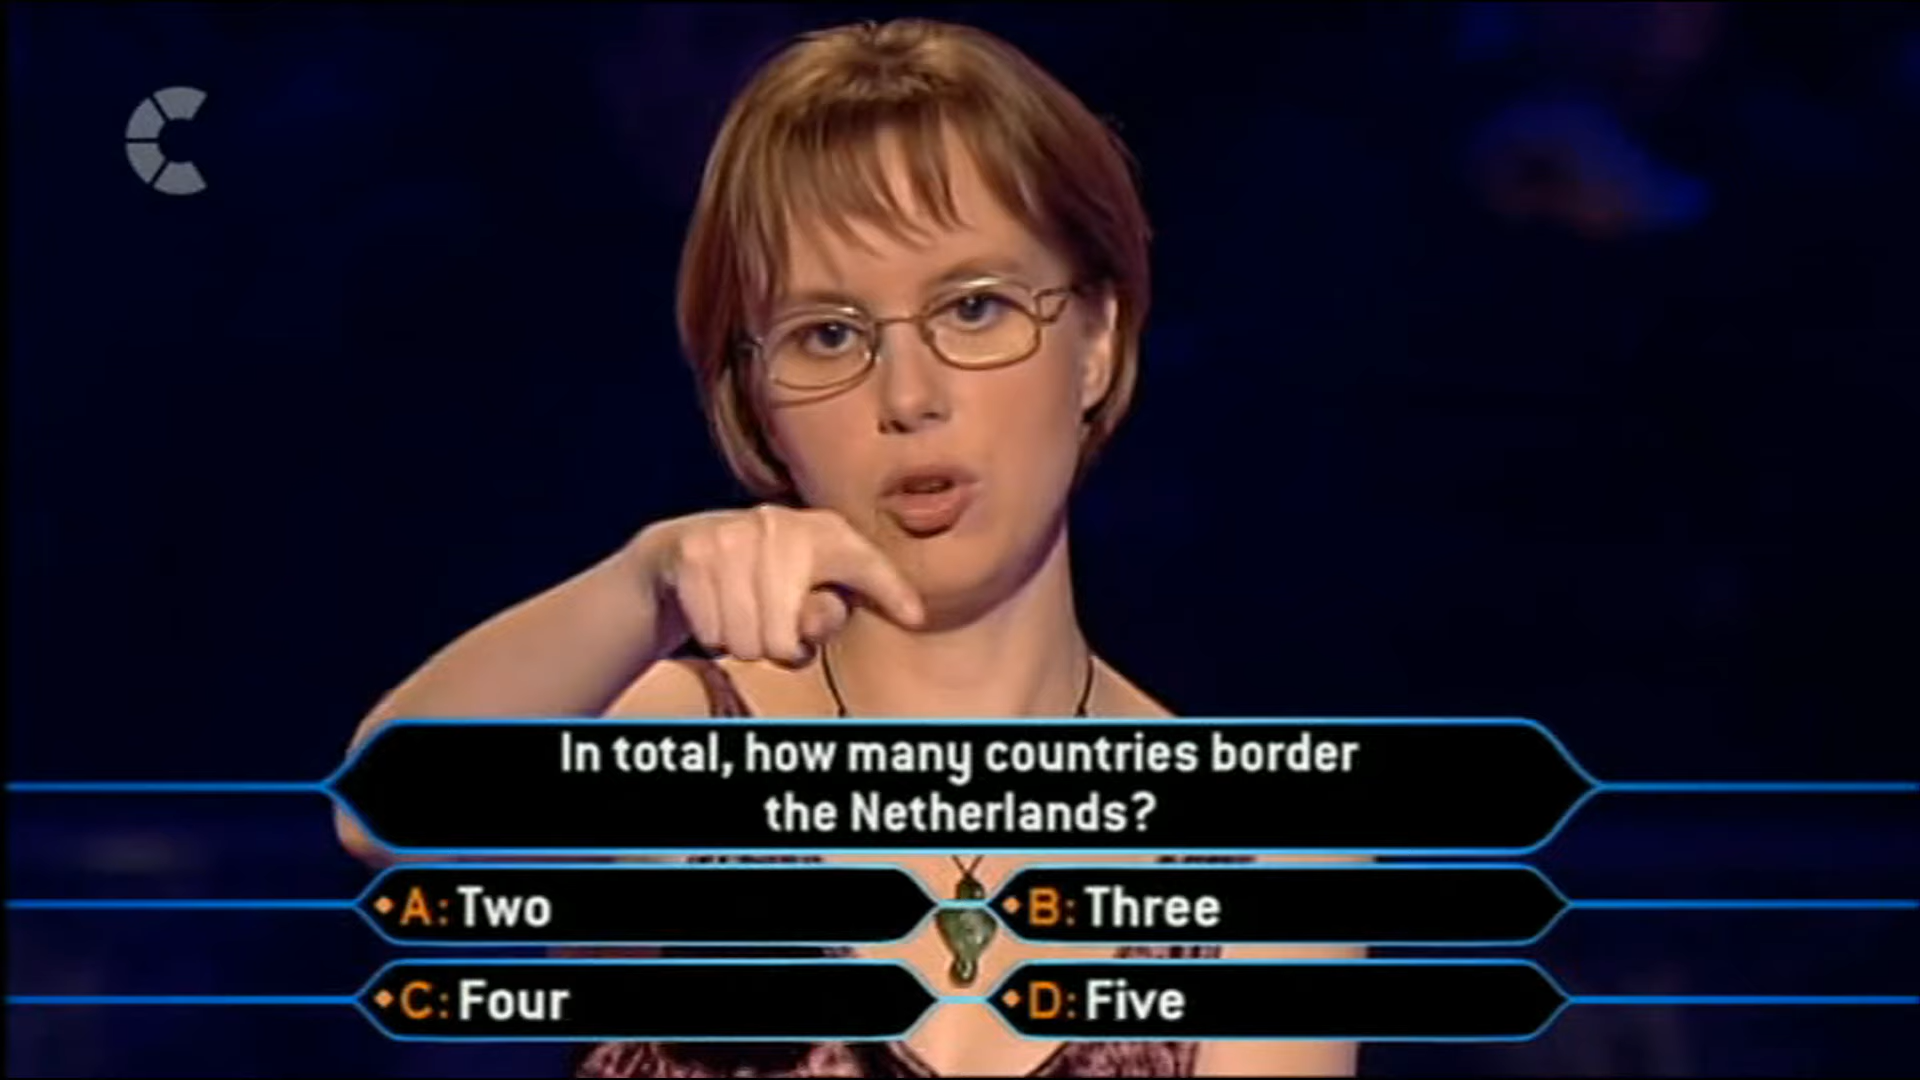 In total, how many countries border
the Netherlands?
A: Two
B: Three
C: Four
D: Five